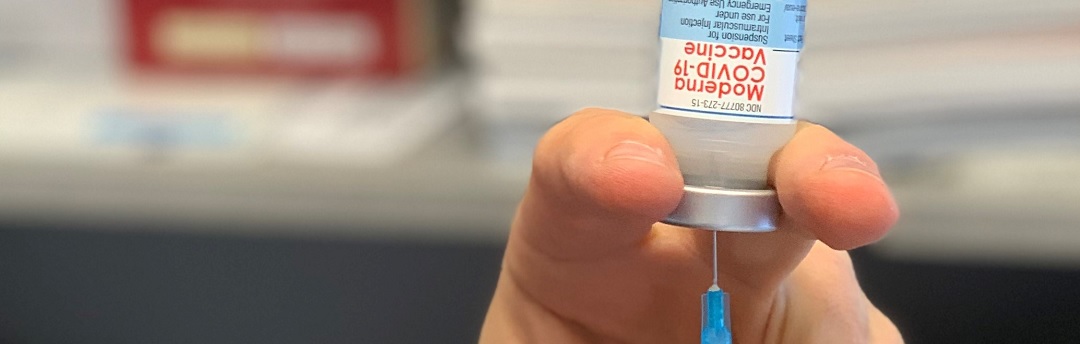 NDC 80777-273-15
Moderna
COVID-19
Vaccine
Suspension for
Intramuscular Injection
For use under
Emergency Use